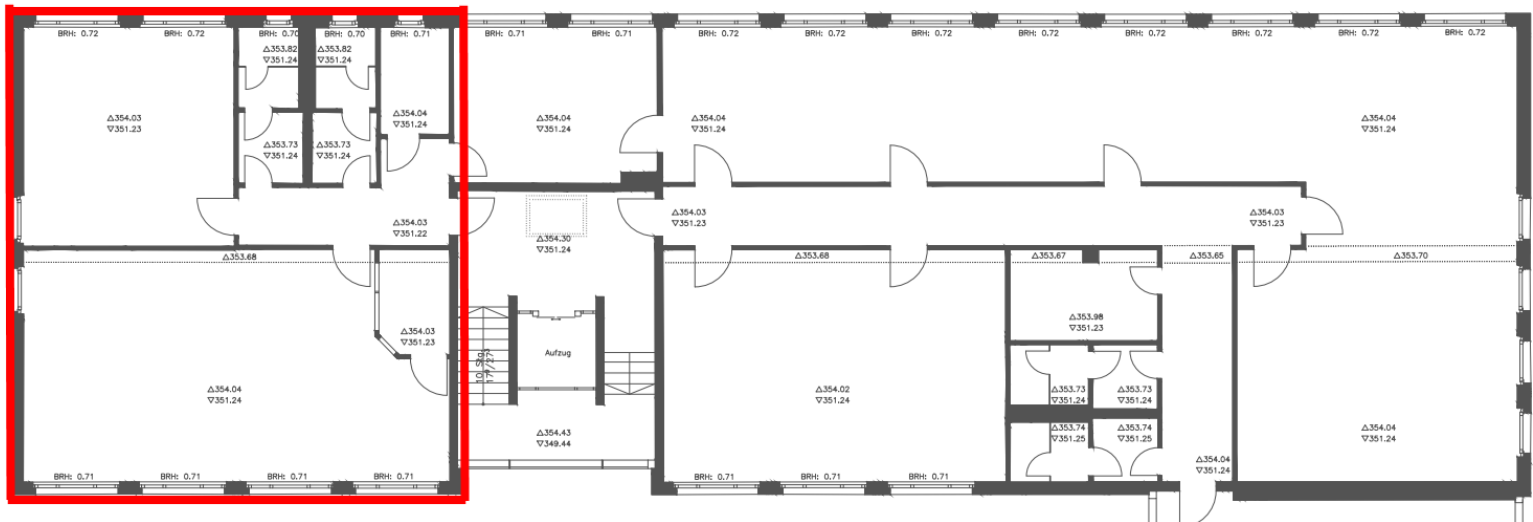 BRH: 0.72
BRH: 0.72
BRH: 0.70
BRH: 0.70
BRH: 0.71
BRH: 0.71
BRH: 0.71
BRH: 0.72
BRH: 0.72
BRH: 0.72
BRH: 0.72
BRH: 0.72
BRH: 0.72
BRH: 0.72
BRH: 0.72
△353.82
▽351.24
△353.82
▽351.24
△354.03
▽351.23
△354.04
▽351.24
△354.04
▽351.24
△354.04
▽351.24
△354.04
▽351.24
△353.73
▽351.24
△353.73
▽351.24
△354.03
▽351.22
△354.30
▽351.24
△354.03
▽351.23
△354.03
▽351.23
△353.68
△353.68
△353.67
△353.65
△353.70
△354.03
▽351.23
△353.98
▽351.23
Aufzug
10 Stg.
△354.04
▽351.24
△354.02
▽351.24
△353.73
▽351.24
△353.73
▽351.24
△354.43
▽349.44
△353.74
▽351.25
△353.74
▽351.25
△354.04
▽351.24
△354.04
▽351.24
BRH: 0.71
BRH: 0.71
BRH: 0.71
BRH: 0.71
BRH: 0.71
BRH: 0.71
BRH: 0.71